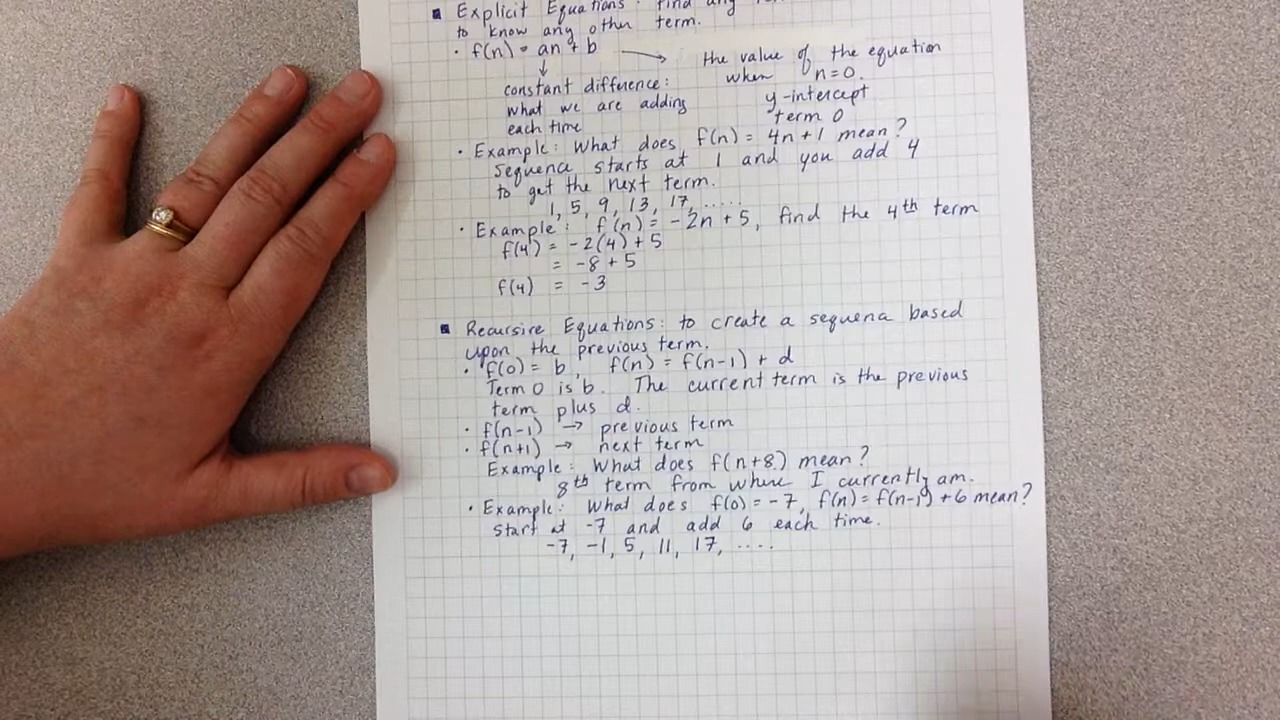 Explicit Equations: find any
to know any other term.
• f(n) = an + b → the value of the equation
when n=0.
↓
constant difference:
what we are adding
each time
y-intercept
term 0
• Example: What does f(n) = 4n+1 mean?
Sequence starts at 1 and you add 4
to get the next term.
1, 5, 9, 13, 17, .....
• Example: f(n) = -2n + 5, find the 4th term
f(4) = -2(4) + 5
= -8 + 5
f(4) = -3
Recursive Equations: to create a sequence based
upon the previous term.
• f(0) = b, f(n) = f(n-1) + d
Term 0 is b. The current term is the previous
term plus d.
• f(n-1) → previous term
• f(n+1) → next term
Example: What does f(n+8) mean?
8th term from where I currently am.
• Example: What does f(0) = -7, f(n) = f(n-1) + 6 mean?
start at -7 and add 6 each time.
-7, -1, 5, 11, 17, ....